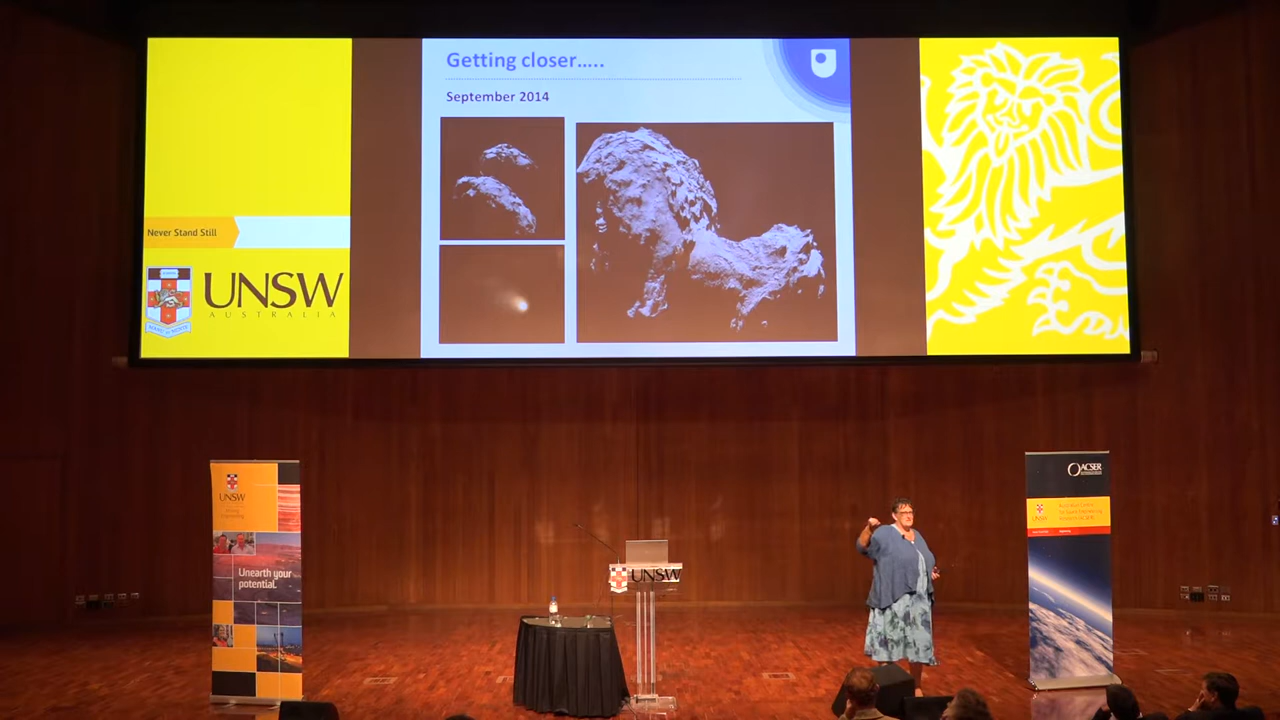 Getting closer.....
September 2014
Never Stand Still
UNSW
AUSTRALIA
UNSW
Unearth your
potential.
UNSW
ACSER
UNSW